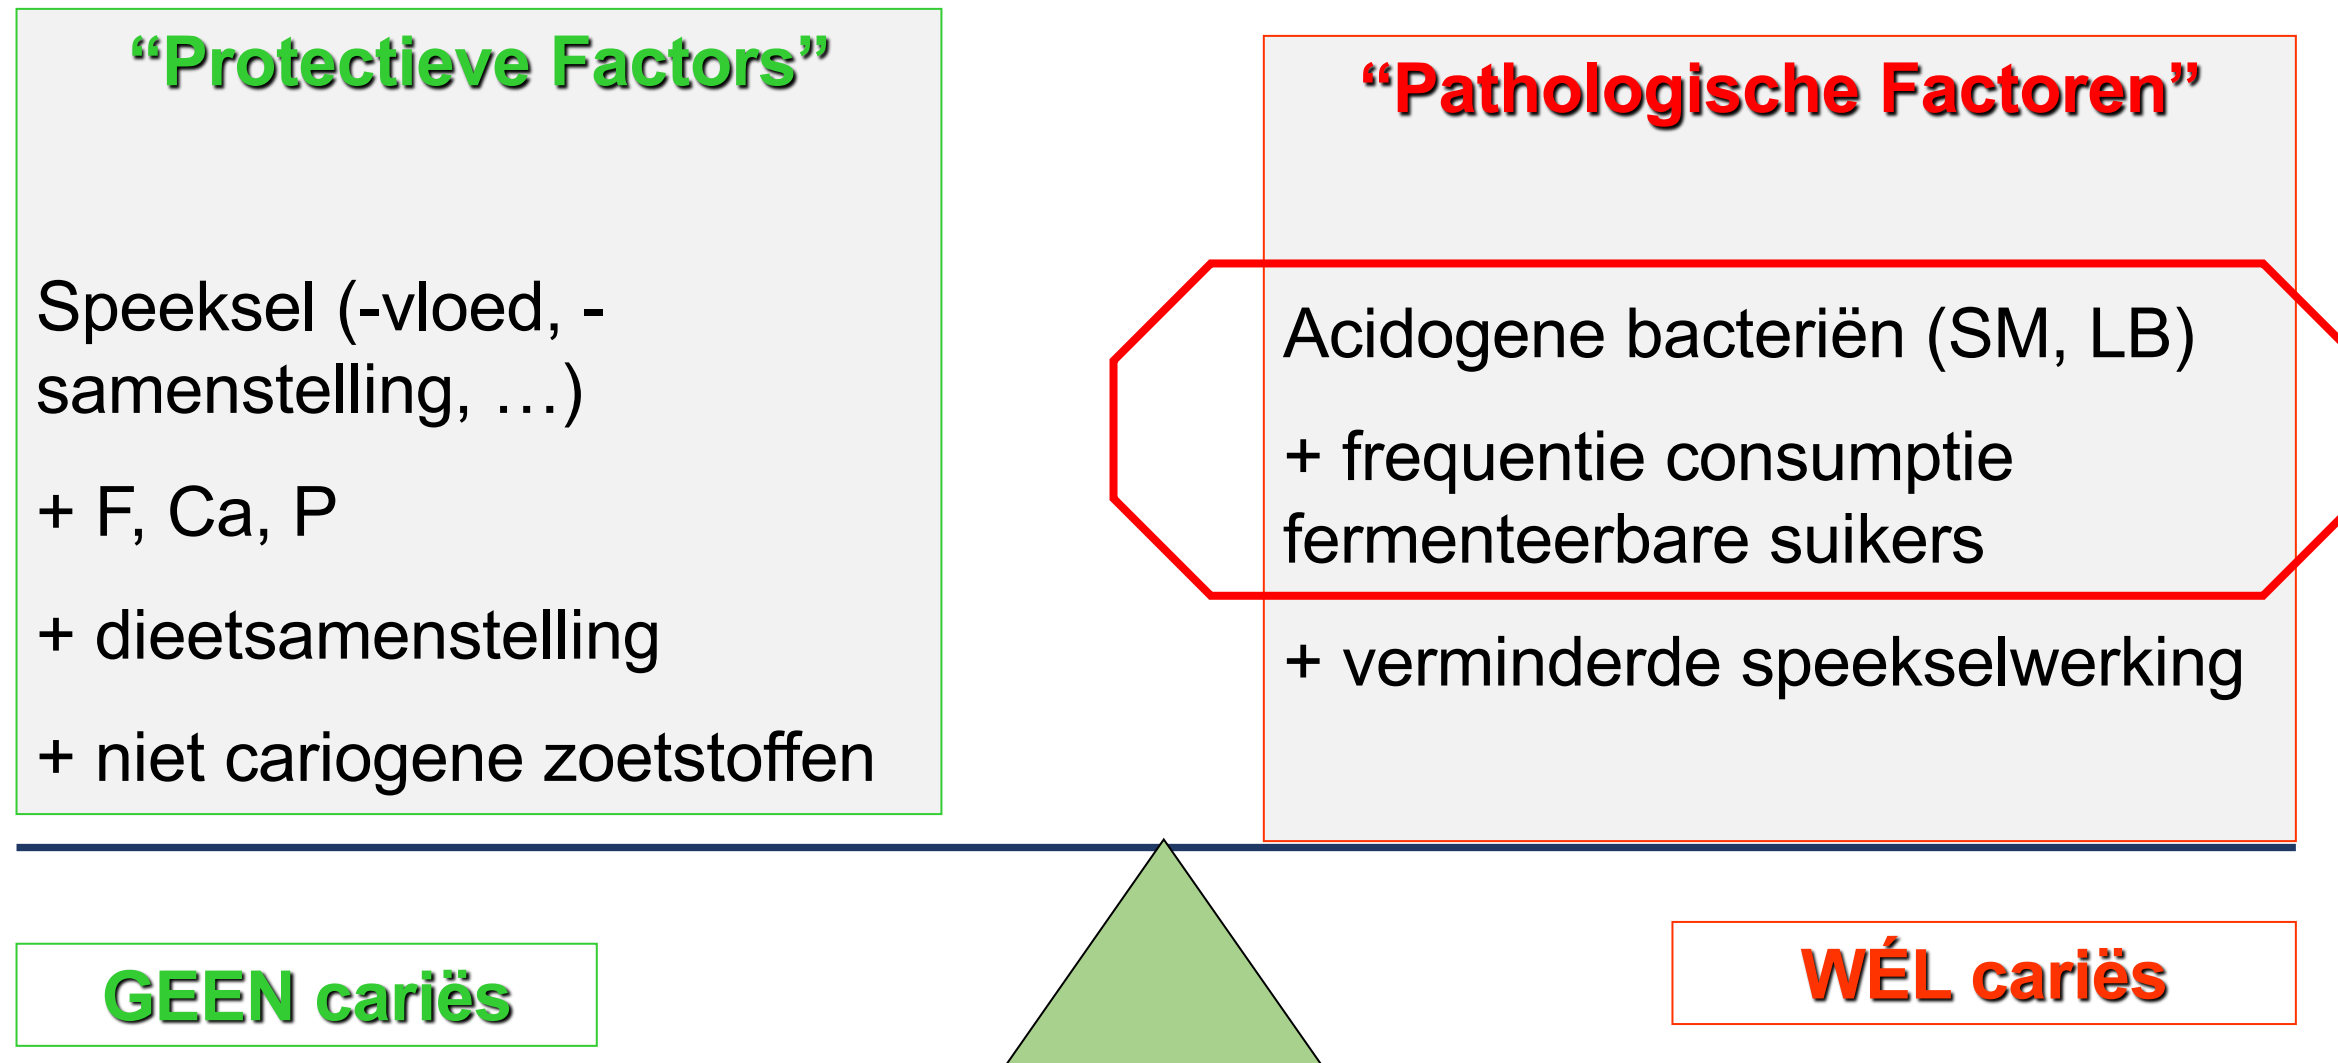 “Protectieve Factors”
Speeksel (-vloed, -
samenstelling, …)
+ F, Ca, P
+ dieetsamenstelling
+ niet cariogene zoetstoffen
“Pathologische Factoren”
Acidogene bacteriën (SM, LB)
+ frequentie consumptie
fermenteerbare suikers
+ verminderde speekselwerking
GEEN cariës
WÉL cariës